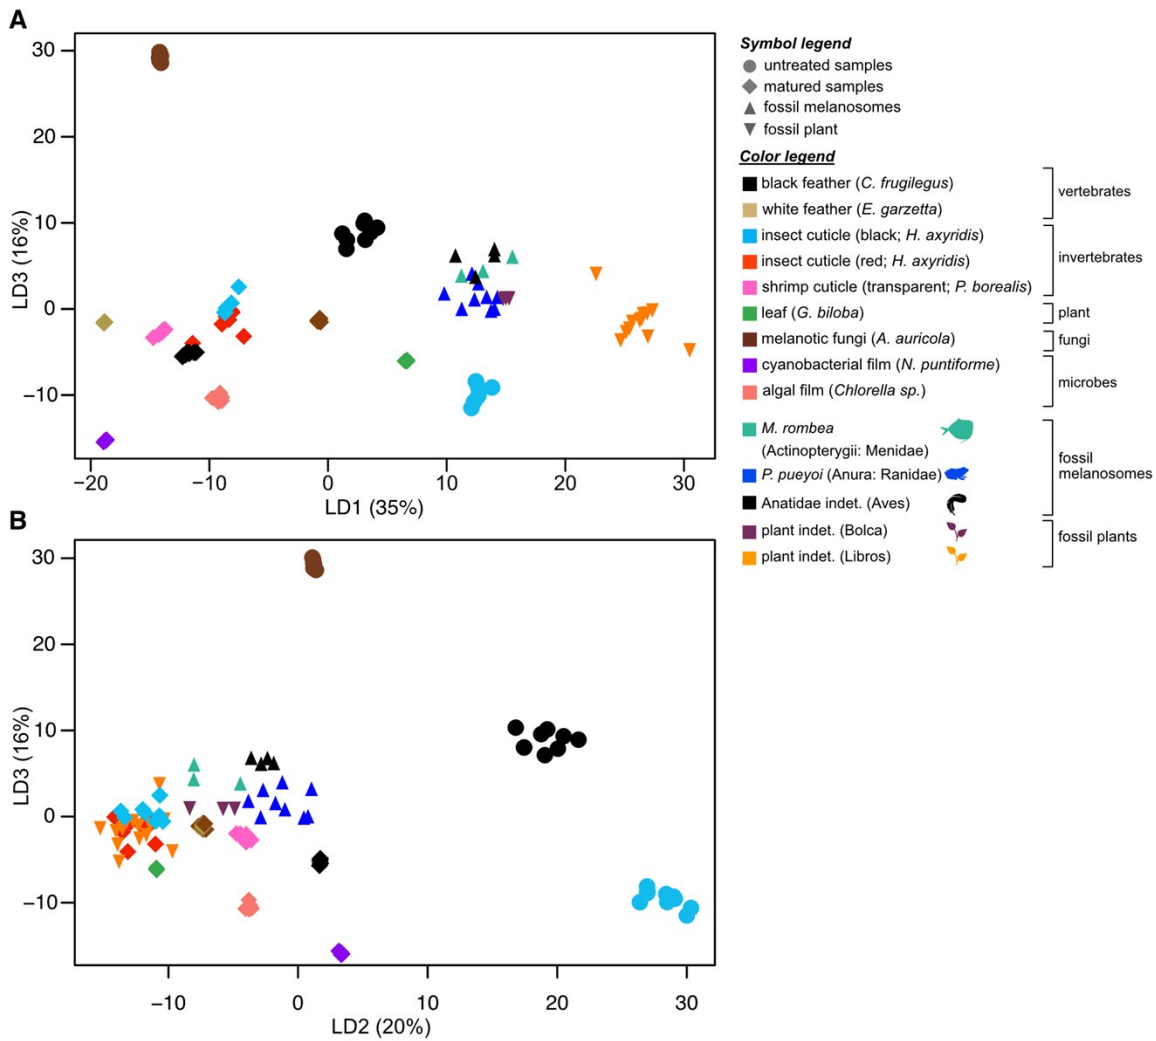 A
30
20
10
0
−10
LD3 (16%)
−20
−10
0
10
20
30
LD1 (35%)
B
30
20
10
0
−10
LD3 (16%)
−10
0
10
20
30
LD2 (20%)
Symbol legend
untreated samples
matured samples
fossil melanosomes
fossil plant
Color legend
black feather (C. frugilegus)
white feather (E. garzetta)
vertebrates
insect cuticle (black; H. axyridis)
insect cuticle (red; H. axyridis)
shrimp cuticle (transparent; P. borealis)
invertebrates
leaf (G. biloba)
plant
melanotic fungi (A. auricola)
fungi
cyanobacterial film (N. puntiforme)
algal film (Chlorella sp.)
microbes
M. rombea
(Actinopterygii: Menidae)
P. pueyoi (Anura: Ranidae)
Anatidae indet. (Aves)
fossil
melanosomes
plant indet. (Bolca)
plant indet. (Libros)
fossil plants